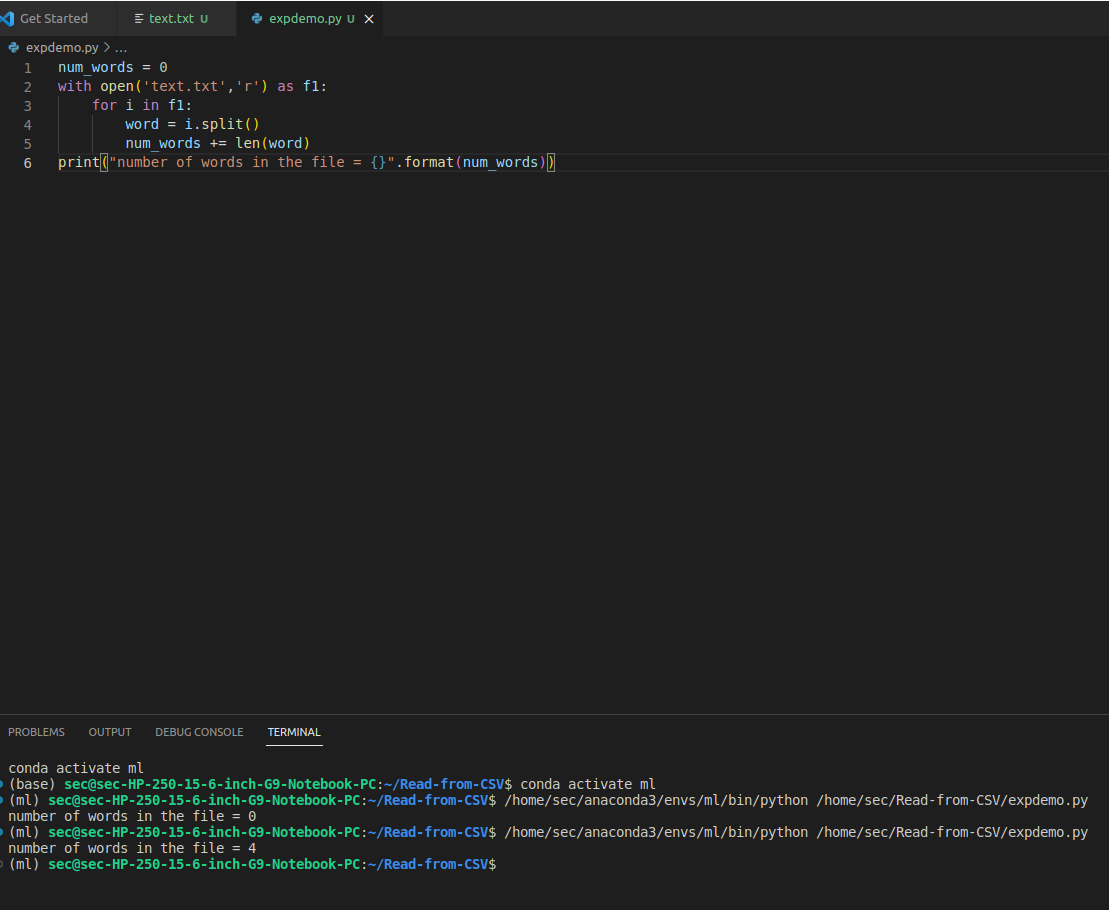 Get Started text.txt U expdemo.py U
expdemo.py > ...
1 num_words = 0
2 with open('text.txt','r') as f1:
3     for i in f1:
4         word = i.split()
5         num_words += len(word)
6 print("number of words in the file = {}".format(num_words))
PROBLEMS OUTPUT DEBUG CONSOLE TERMINAL
conda activate ml
(base) sec@sec-HP-250-15-6-inch-G9-Notebook-PC:~/Read-from-CSV$ conda activate ml
(ml) sec@sec-HP-250-15-6-inch-G9-Notebook-PC:~/Read-from-CSV$ /home/sec/anaconda3/envs/ml/bin/python /home/sec/Read-from-CSV/expdemo.py
number of words in the file = 0
(ml) sec@sec-HP-250-15-6-inch-G9-Notebook-PC:~/Read-from-CSV$ /home/sec/anaconda3/envs/ml/bin/python /home/sec/Read-from-CSV/expdemo.py
number of words in the file = 4
(ml) sec@sec-HP-250-15-6-inch-G9-Notebook-PC:~/Read-from-CSV$